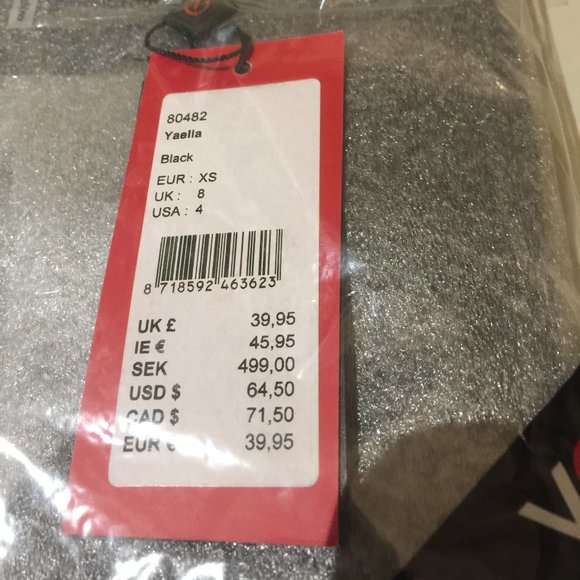 80482
Yaella
Black
EUR : XS
UK : 8
USA : 4
8 718592 463623
UK £ 39,95
IE € 45,95
SEK 499,00
USD $ 64,50
CAD $ 71,50
EUR € 39,95